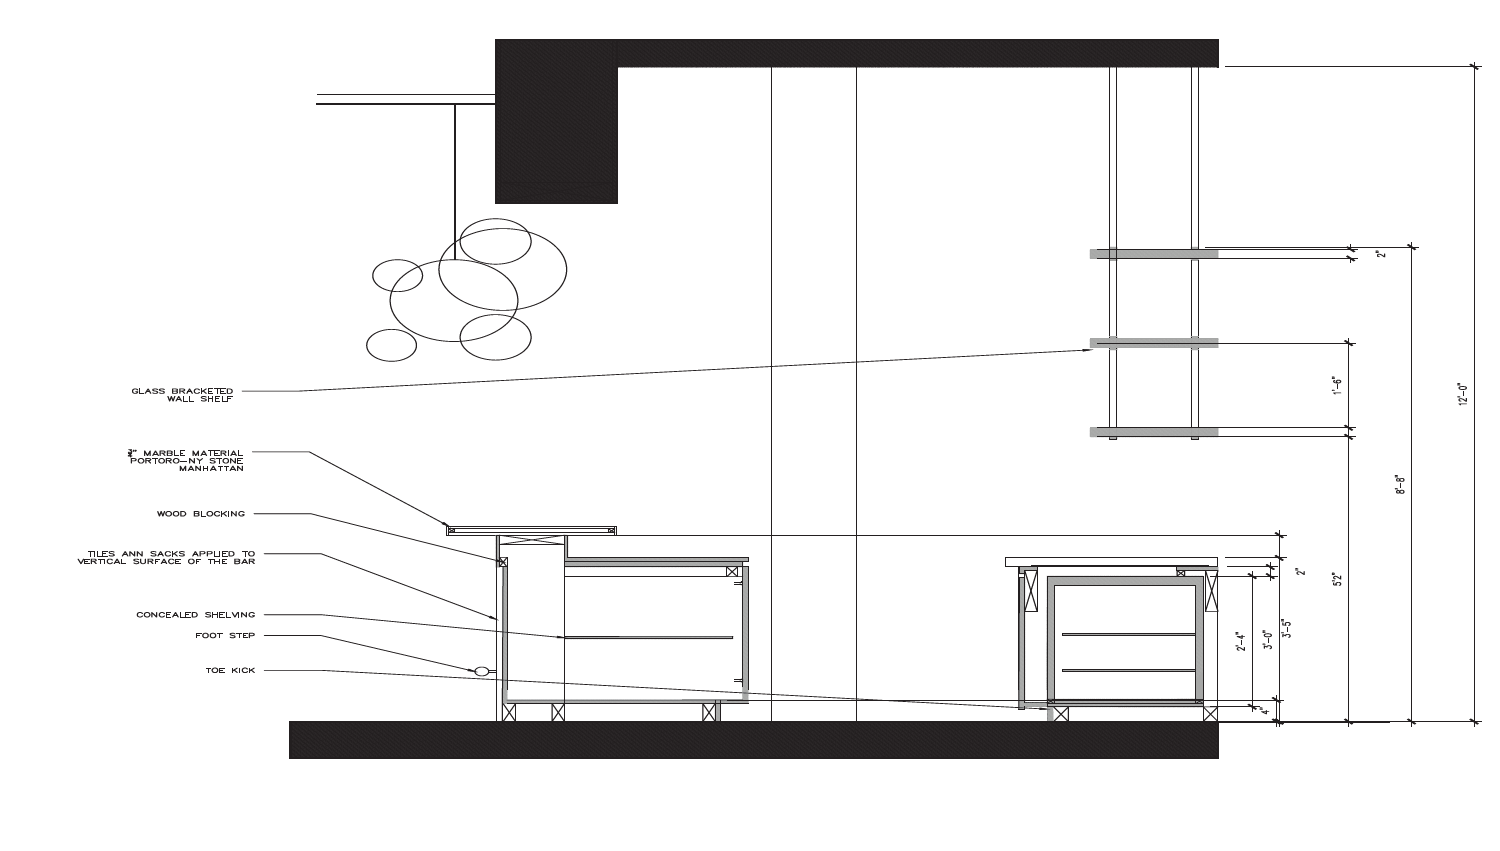 GLASS BRACKETED
WALL SHELF
MARBLE MATERIAL
PORTORO-NY STONE
MANHATTAN
WOOD BLOCKING
TILES ANN SACKS APPLIED TO
VERTICAL SURFACE OF THE BAR
CONCEALED SHELVING
FOOT STEP
TOE KICK
2"
1'-6"
12'-0"
8'-8"
2"
5'2"
2'-4"
3'-0"
3'-5"
4"